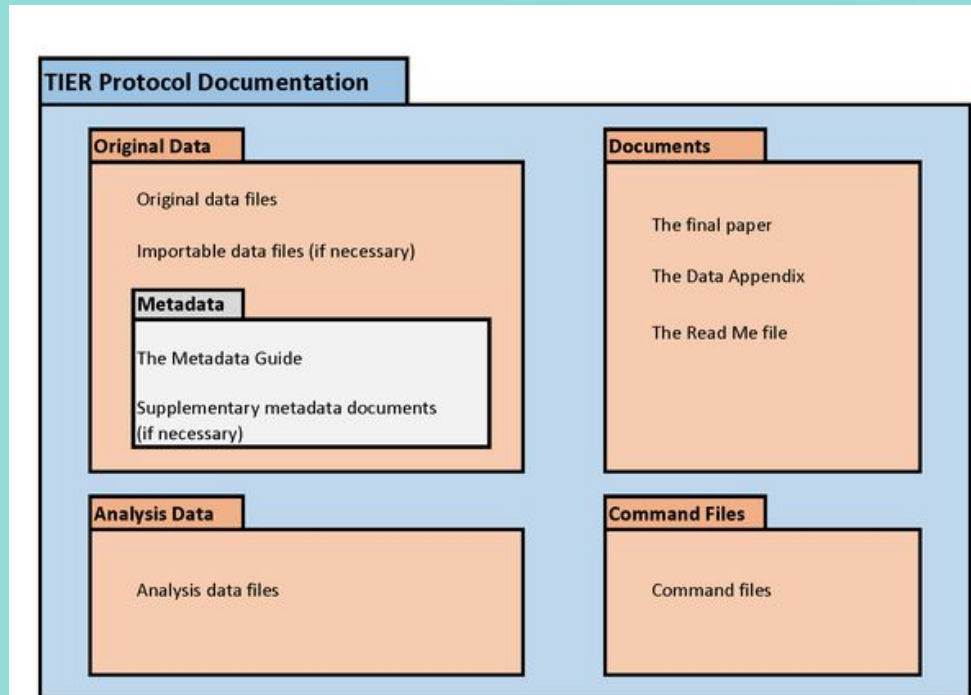 TIER Protocol Documentation
Original Data
Original data files
Importable data files (if necessary)
Metadata
The Metadata Guide
Supplementary metadata documents
(if necessary)
Documents
The final paper
The Data Appendix
The Read Me file
Analysis Data
Analysis data files
Command Files
Command files